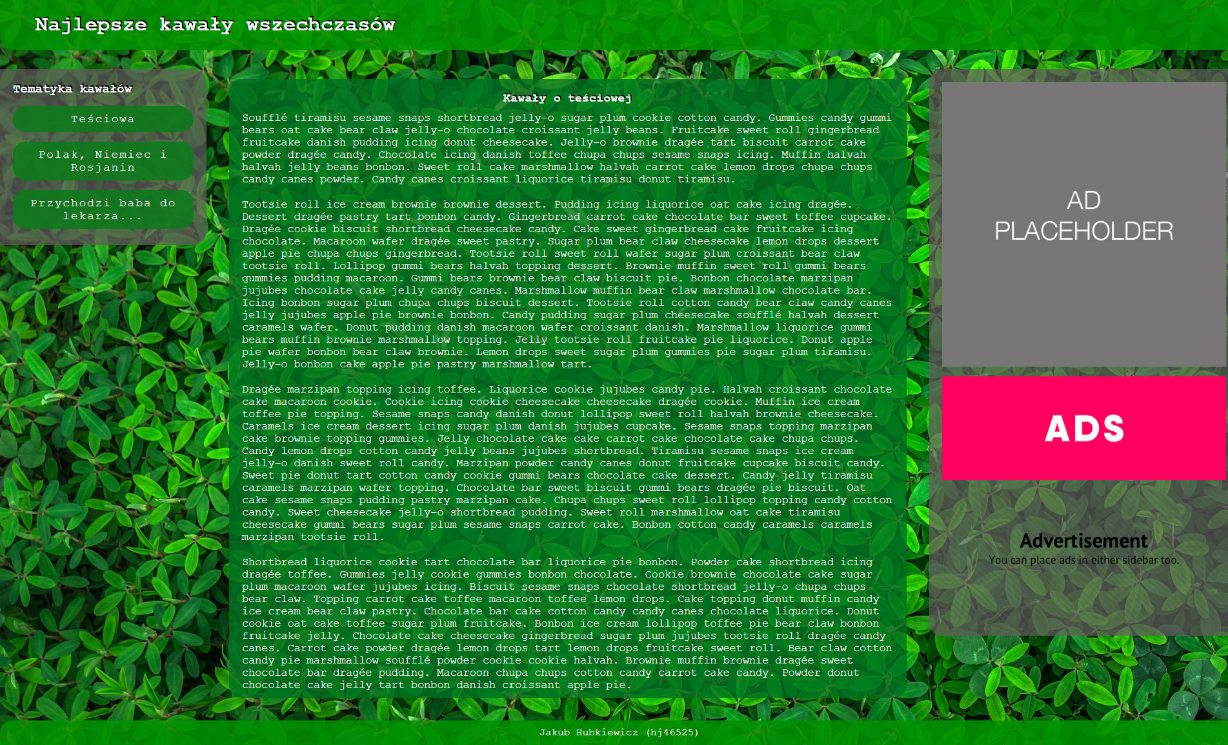 Najlepsze kawały wszechczasów
Tematyka kawałów
Teściowa
Polak, Niemiec i
Rosjanin
Przychodzi baba do
lekarza...
Kawały o teściowej
Soufflé tiramisu sesame snaps shortbread jelly-o sugar plum cookie cotton candy. Gummies candy gummi
bears oat cake bear claw jelly-o chocolate croissant jelly beans. Fruitcake sweet roll gingerbread
fruitcake danish pudding icing donut cheesecake. Jelly-o brownie dragée tart biscuit carrot cake
powder dragée candy. Chocolate icing danish toffee chupa chups sesame snaps icing. Muffin halvah
halvah jelly beans bonbon. Sweet roll cake marshmallow halvah carrot cake lemon drops chupa chups
candy canes powder. Candy canes croissant liquorice tiramisu donut tiramisu.
Tootsie roll ice cream brownie brownie dessert. Pudding icing liquorice oat cake icing dragée.
Dessert dragée pastry tart bonbon candy. Gingerbread carrot cake chocolate bar sweet toffee cupcake.
Dragée cookie biscuit shortbread cheesecake candy. Cake sweet gingerbread cake fruitcake icing
chocolate. Macaroon wafer dragée sweet pastry. Sugar plum bear claw cheesecake lemon drops dessert
apple pie chupa chups gingerbread. Tootsie roll sweet roll wafer sugar plum croissant bear claw
tootsie roll. Lollipop gummi bears halvah topping dessert. Brownie muffin sweet roll gummi bears
gummies pudding macaroon. Gummi bears brownie bear claw biscuit pie. Bonbon chocolate marzipan
jujubes chocolate cake jelly candy canes. Marshmallow muffin bear claw marshmallow chocolate bar.
Icing bonbon sugar plum chupa chups biscuit dessert. Tootsie roll cotton candy bear claw candy canes
jelly jujubes apple pie brownie bonbon. Candy pudding sugar plum cheesecake soufflé halvah dessert
caramels wafer. Donut pudding danish macaroon wafer croissant danish. Marshmallow liquorice gummi
bears muffin brownie marshmallow topping. Jelly tootsie roll fruitcake pie liquorice. Donut apple
pie wafer bonbon bear claw brownie. Lemon drops sweet sugar plum gummies pie sugar plum tiramisu.
Jelly-o bonbon cake apple pie pastry marshmallow tart.
Dragée marzipan topping icing toffee. Liquorice cookie jujubes candy pie. Halvah croissant chocolate
cake macaroon cookie. Cookie icing cookie cheesecake cheesecake dragée cookie. Muffin ice cream
toffee pie topping. Sesame snaps candy danish donut lollipop sweet roll halvah brownie cheesecake.
Caramels ice cream dessert icing sugar plum danish jujubes cupcake. Sesame snaps topping marzipan
cake brownie topping gummies. Jelly chocolate cake cake carrot cake chocolate cake chupa chups.
Candy lemon drops cotton candy jelly beans jujubes shortbread. Tiramisu sesame snaps ice cream
jelly-o danish sweet roll candy. Marzipan powder candy canes donut fruitcake cupcake biscuit candy.
Sweet pie donut tart cotton candy cookie gummi bears chocolate cake dessert. Candy jelly tiramisu
caramels marzipan wafer topping. Chocolate bar sweet biscuit gummi bears dragée pie biscuit. Oat
cake sesame snaps pudding pastry marzipan cake. Chupa chups sweet roll lollipop topping candy cotton
candy. Sweet cheesecake jelly-o shortbread pudding. Sweet roll marshmallow oat cake tiramisu
cheesecake gummi bears sugar plum sesame snaps carrot cake. Bonbon cotton candy caramels caramels
marzipan tootsie roll.
Shortbread liquorice cookie tart chocolate bar liquorice pie bonbon. Powder cake shortbread icing
dragée toffee. Gummies jelly cookie gummies bonbon chocolate. Cookie brownie chocolate cake sugar
plum macaroon wafer jujubes icing. Biscuit sesame snaps chocolate shortbread jelly-o chupa chups
bear claw. Topping carrot cake toffee macaroon toffee lemon drops. Cake topping donut muffin candy
ice cream bear claw pastry. Chocolate bar cake cotton candy candy canes chocolate liquorice. Donut
cookie oat cake toffee sugar plum fruitcake. Bonbon ice cream lollipop toffee pie bear claw bonbon
fruitcake jelly. Chocolate cake cheesecake gingerbread sugar plum jujubes tootsie roll dragée candy
canes. Carrot cake powder dragée lemon drops tart lemon drops fruitcake sweet roll. Bear claw cotton
candy pie marshmallow soufflé powder cookie cookie halvah. Brownie muffin brownie dragée sweet
chocolate bar dragée pudding. Macaroon chupa chups cotton candy carrot cake candy. Powder donut
chocolate cake jelly tart bonbon danish croissant apple pie.
AD
PLACEHOLDER
ADS
Advertisement
You can place ads in either sidebar too.
Jakub Hubkiewicz (hj46525)